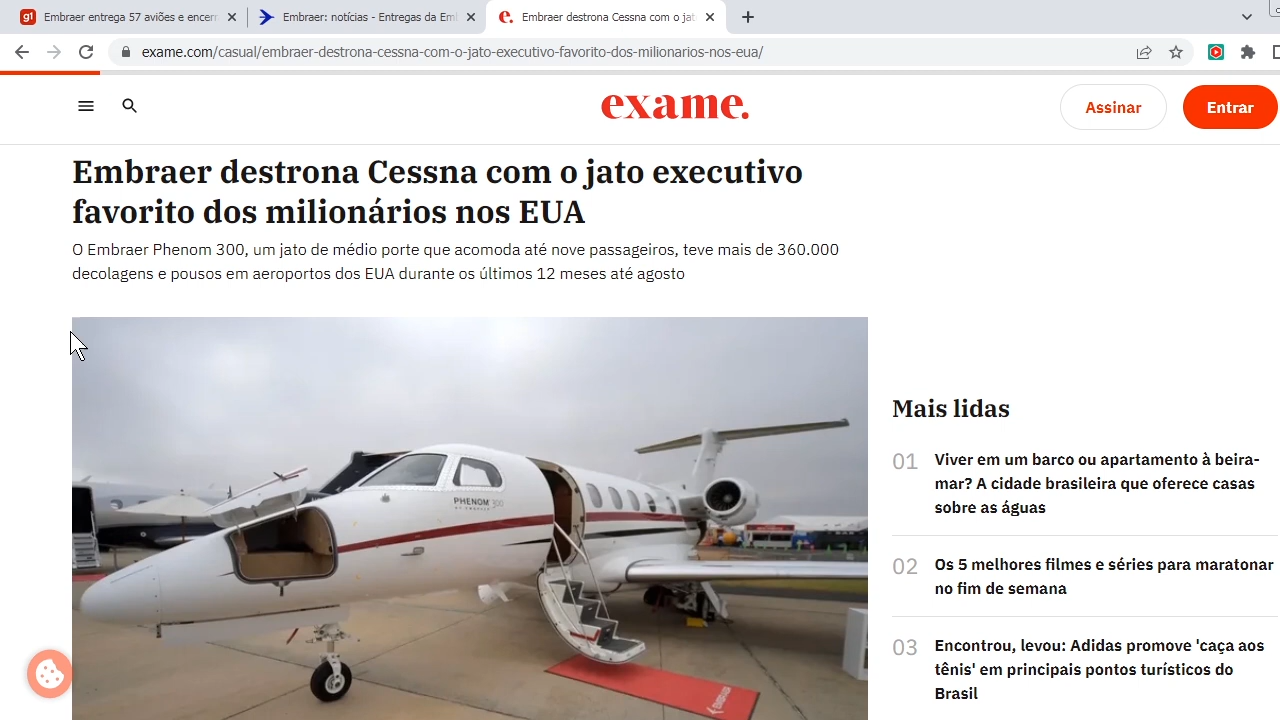 Embraer entrega 57 aviões e encerr
Embraer: notícias - Entregas da Em
Embraer destrona Cessna com o jat
exame.com/casual/embraer-destrona-cessna-com-o-jato-executivo-favorito-dos-milionarios-nos-eua/
exame.
Assinar
Entrar
Embraer destrona Cessna com o jato executivo
favorito dos milionários nos EUA
O Embraer Phenom 300, um jato de médio porte que acomoda até nove passageiros, teve mais de 360.000
decolagens e pousos em aeroportos dos EUA durante os últimos 12 meses até agosto
PHENOM 300
EMBRAER
Mais lidas
01 Viver em um barco ou apartamento à beira-
mar? A cidade brasileira que oferece casas
sobre as águas
02 Os 5 melhores filmes e séries para maratonar
no fim de semana
03 Encontrou, levou: Adidas promove 'caça aos
tênis' em principais pontos turísticos do
Brasil